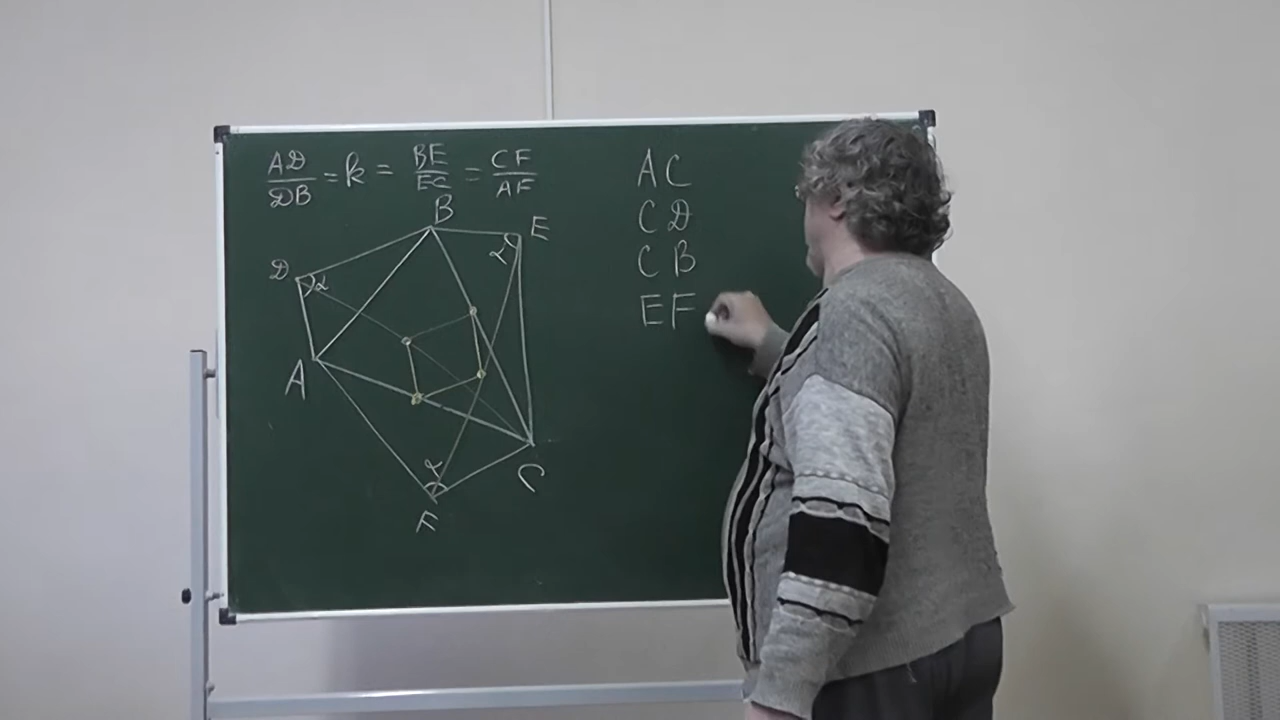 AD/DB = k = BE/EC = CF/AF
B
E
α
D
α
A
α
C
F
AC
CD
CB
EF